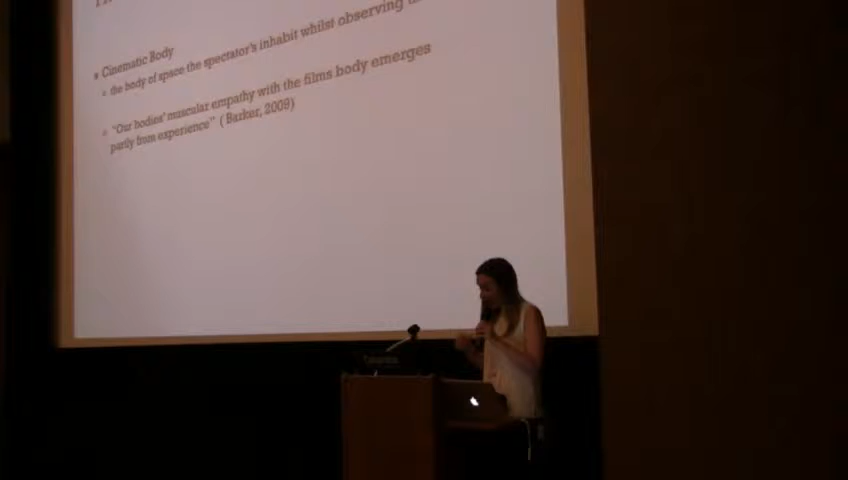 Cinematic Body
the body of space the spectator's inhabit whilst observing
"Our bodies' muscular empathy with the films body emerges
partly from experience" ( Barker, 2009)